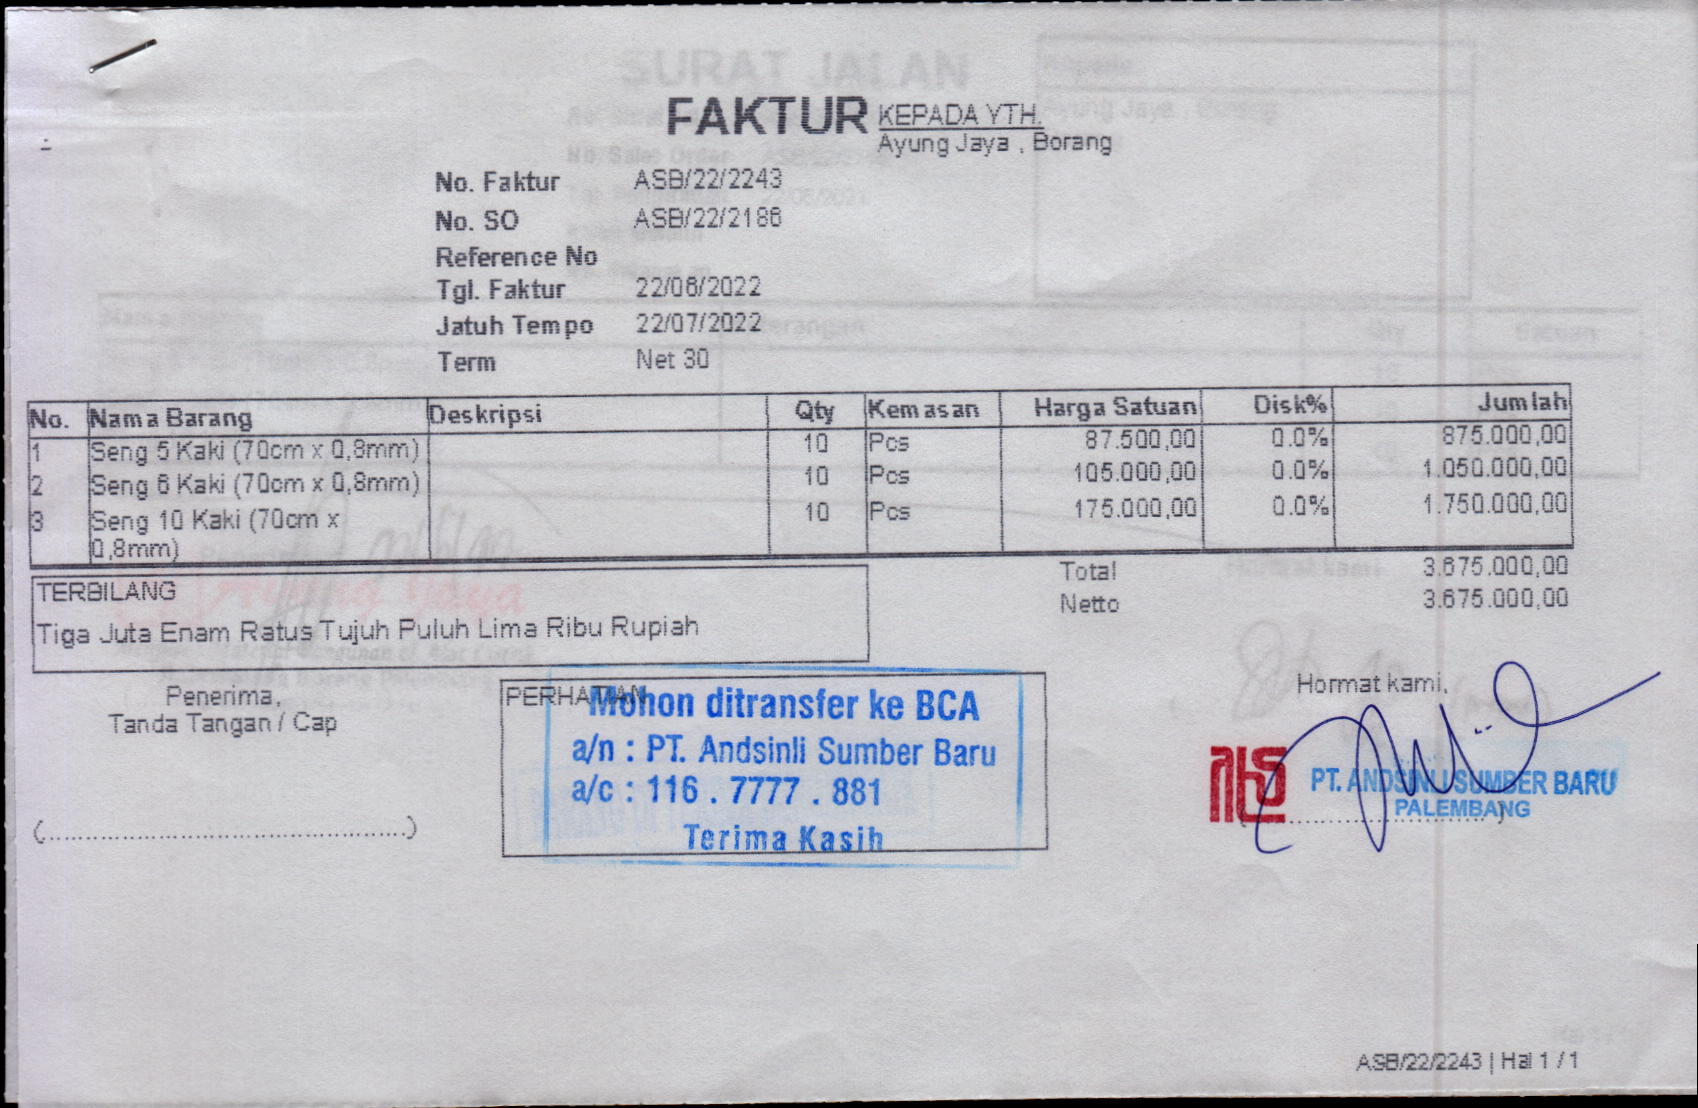 FAKTUR
KEPADA YTH.
Ayung Jaya , Borang
No. Faktur ASB/22/2243
No. SO ASB/22/2186
Reference No
Tgl. Faktur 22/06/2022
Jatuh Tempo 22/07/2022
Term Net 30
No. Nama Barang Deskripsi Qty Kemasan Harga Satuan Disk% Jumlah
1 Seng 5 Kaki (70cm x 0,8mm) 10 Pcs 87.500,00 0.0% 875.000,00
2 Seng 6 Kaki (70cm x 0,8mm) 10 Pcs 105.000,00 0.0% 1.050.000,00
3 Seng 10 Kaki (70cm x 10 Pcs 175.000,00 0.0% 1.750.000,00
0,8mm)
Total 3.675.000,00
Netto 3.675.000,00
TERBILANG
Tiga Juta Enam Ratus Tujuh Puluh Lima Ribu Rupiah
Penerima,
Tanda Tangan / Cap
(..................................................)
PERHATIAN
Mohon ditransfer ke BCA
a/n : PT. Andsinli Sumber Baru
a/c : 116 . 7777 . 881
Terima Kasih
Hormat kami,
PT. ANDSINLI SUMBER BARU
PALEMBANG
ASB/22/2243 | Hal 1 / 1